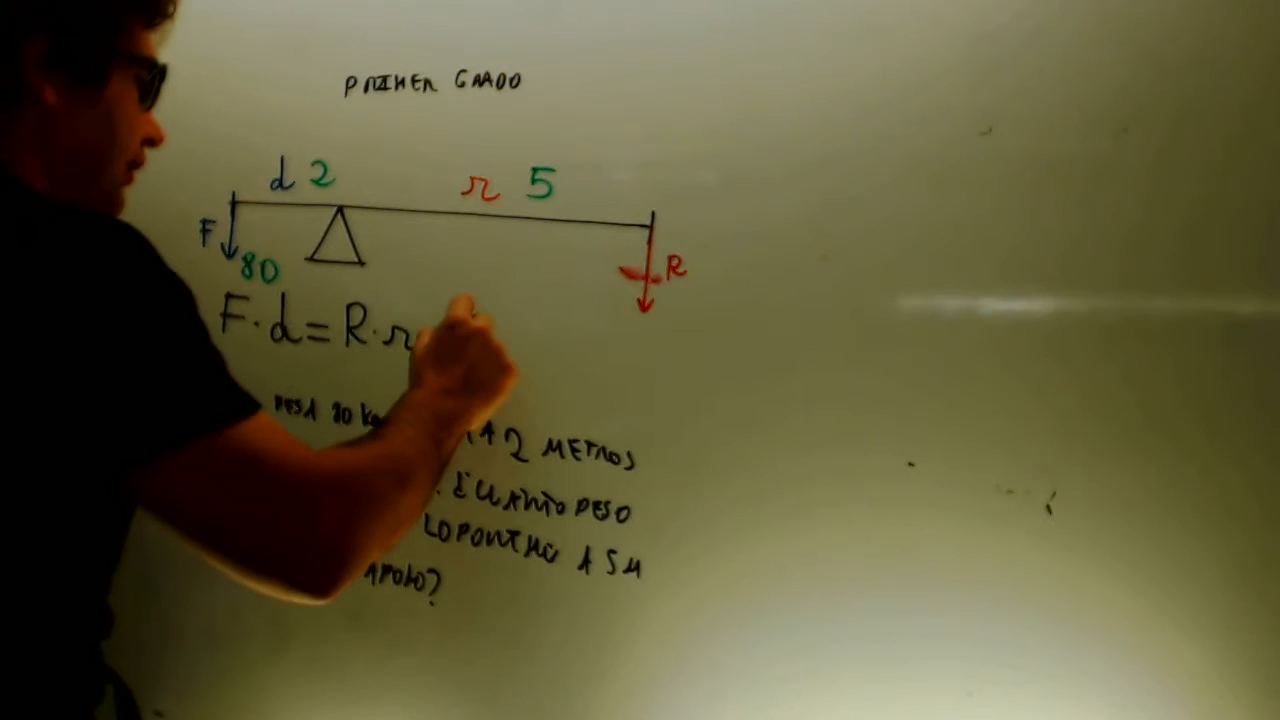 PRIMER GRADO
d 2 r 5
F 80 R
F·d=R·r
PESA 80 kg A 2 METROS
CUANTO PESO
LO PONEMOS A 5 M
APOYO?